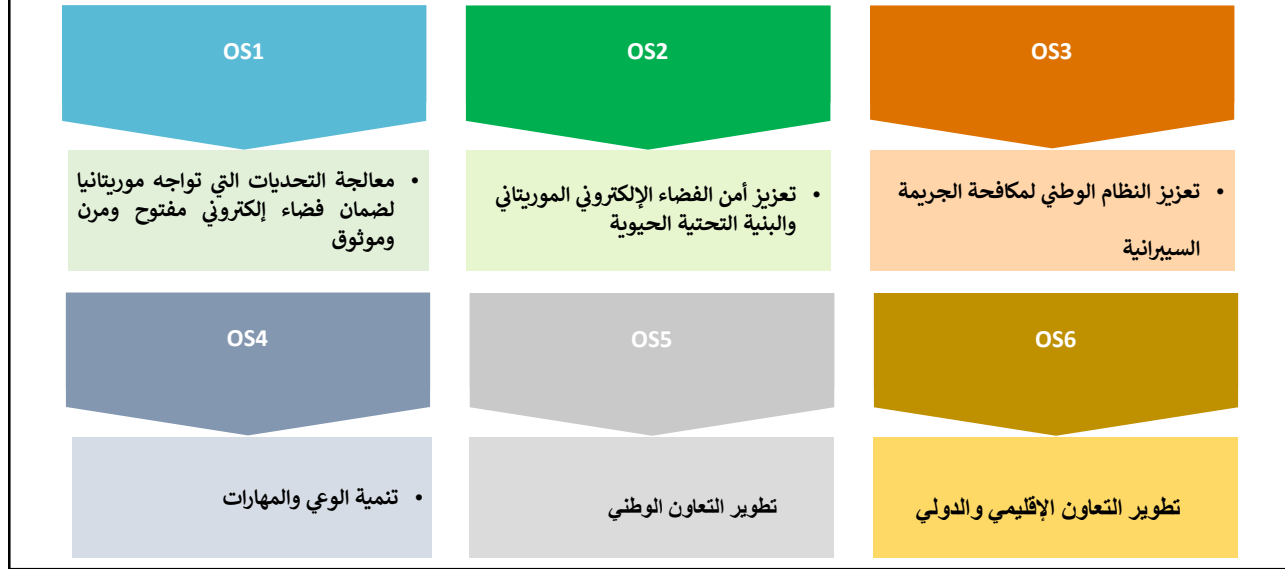 OS1
OS2
OS3
• معالجة التحديات التي تواجه موريتانيا
لضمان فضاء إلكتروني مفتوح ومرن
وموثوق
• تعزيز أمن الفضاء الإلكتروني الموريتاني
والبنية التحتية الحيوية
• تعزيز النظام الوطني لمكافحة الجريمة
السيبرانية
OS4
OS5
OS6
• تنمية الوعي والمهارات
تطوير التعاون الوطني
تطوير التعاون الإقليمي والدولي